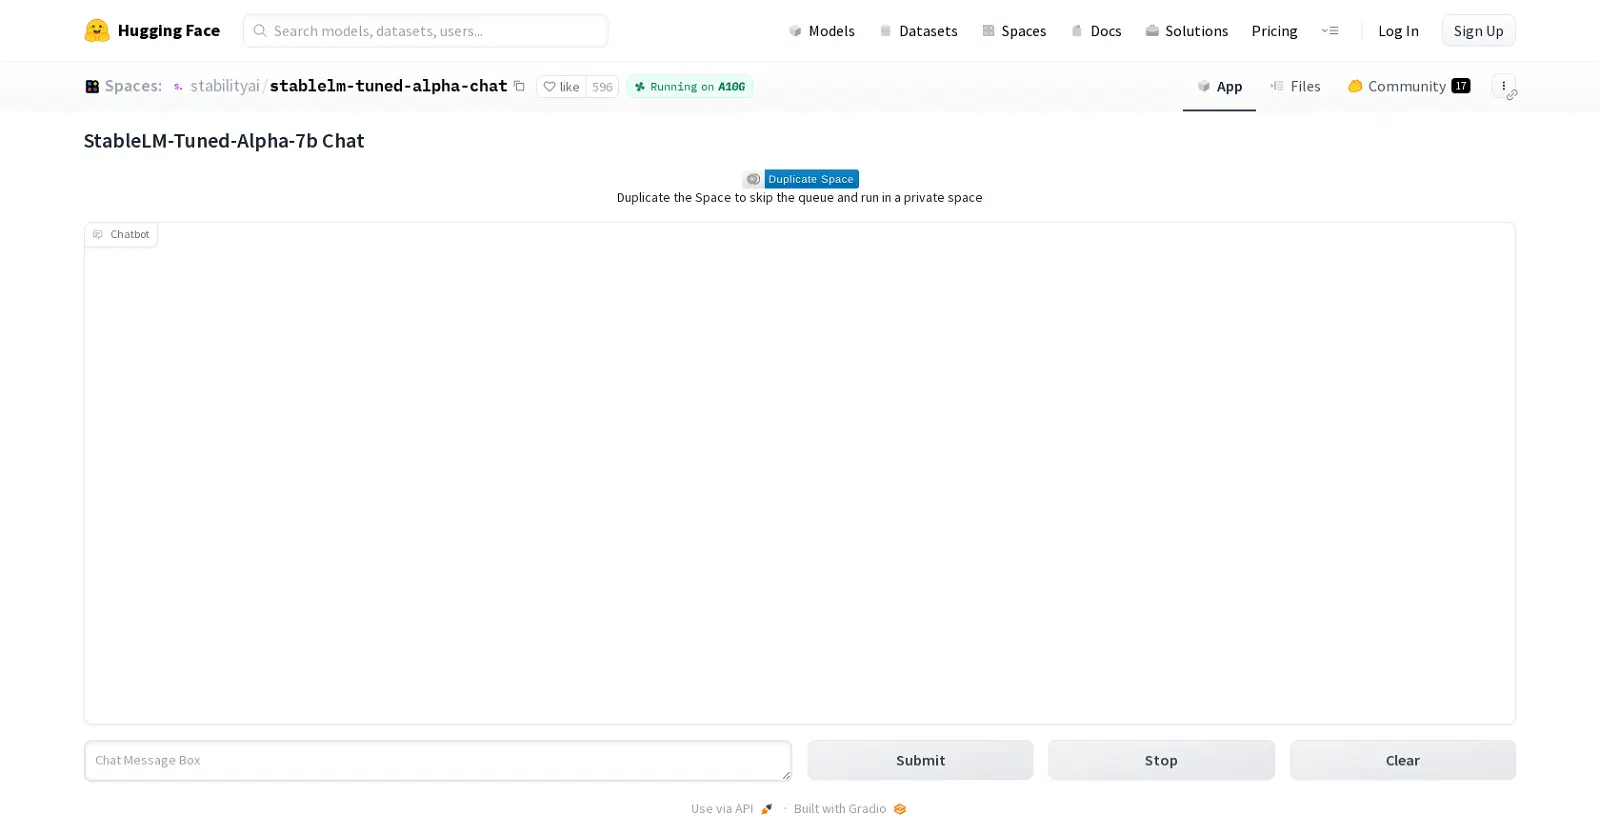 Hugging Face
Search models, datasets, users...
Models
Datasets
Spaces
Docs
Solutions
Pricing
Log In
Sign Up
Spaces:
s. stabilityai/stablelm-tuned-alpha-chat
like 596
Running on A10G
App
Files
Community 17
StableLM-Tuned-Alpha-7b Chat
Duplicate Space
Duplicate the Space to skip the queue and run in a private space
Chatbot
Chat Message Box
Submit
Stop
Clear
Use via API · Built with Gradio